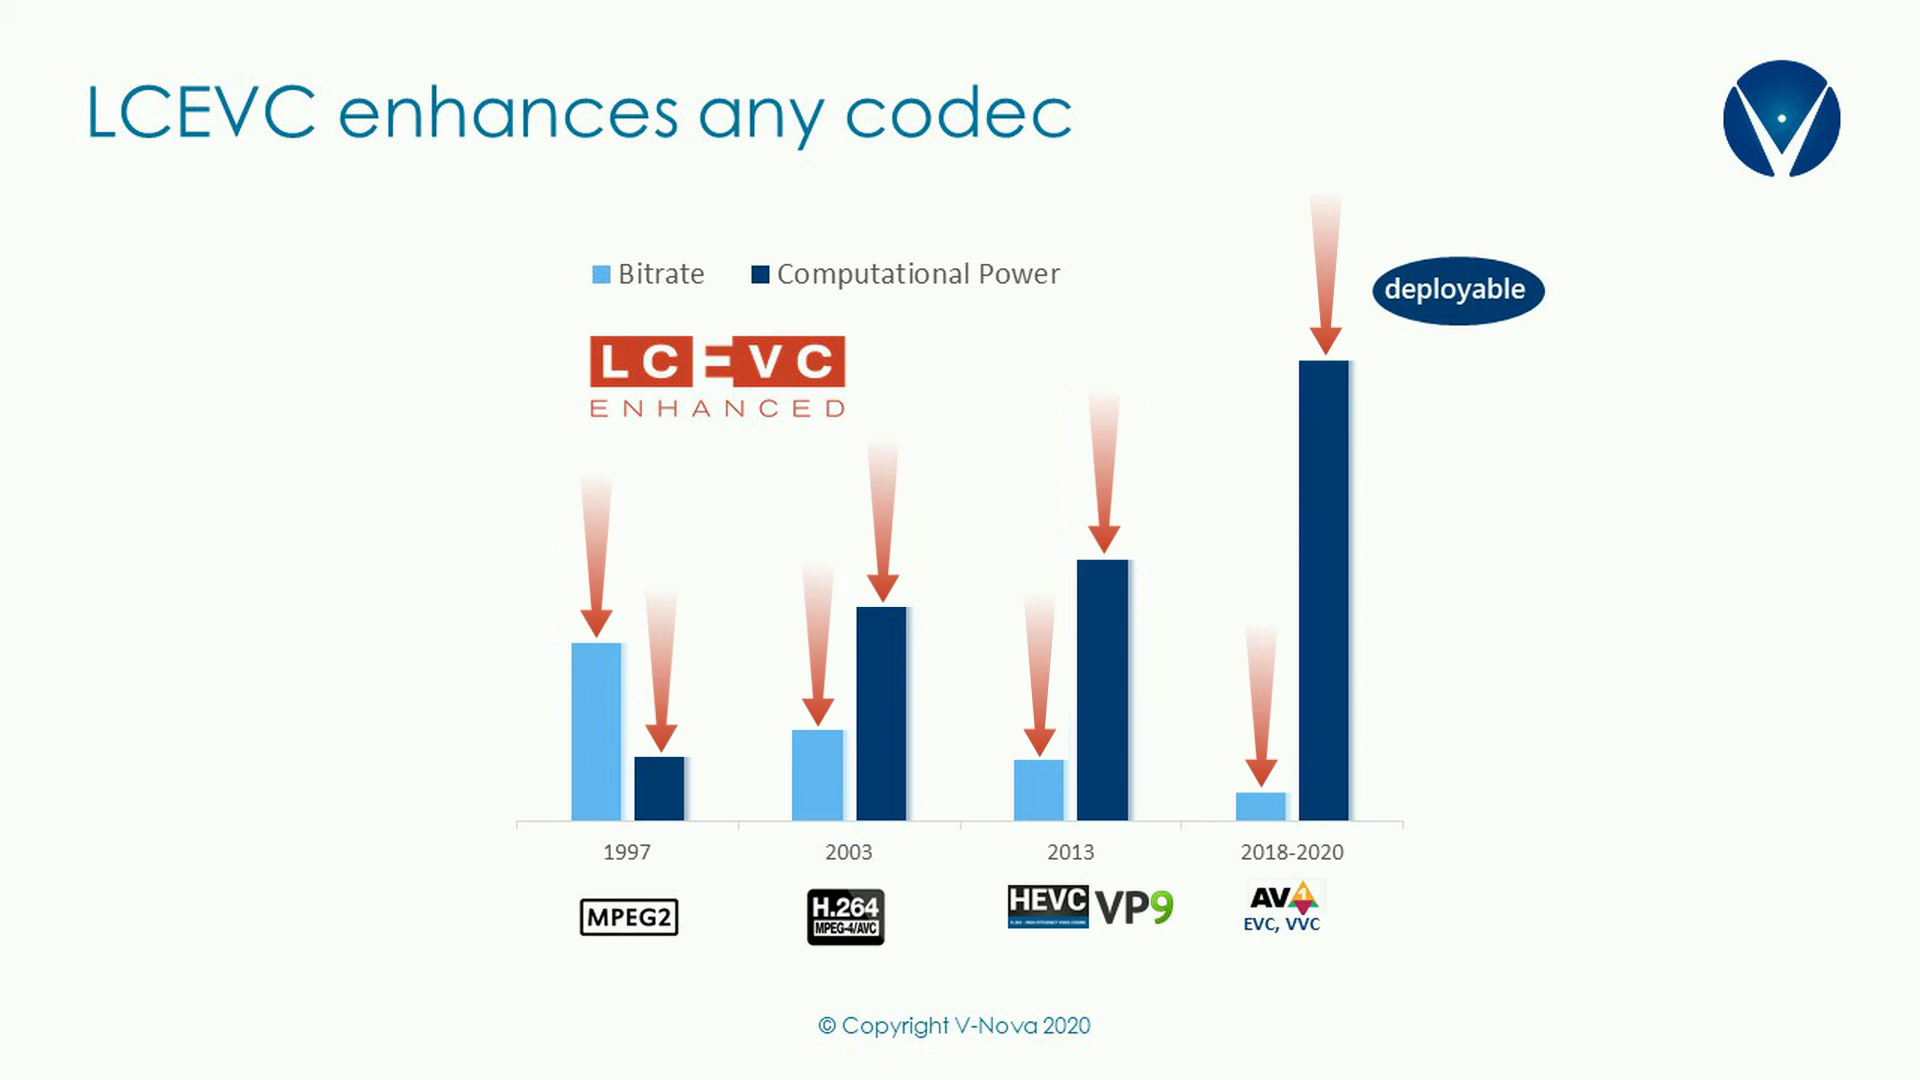 LCEVC enhances any codec
Bitrate
Computational Power
deployable
LCEVC
ENHANCED
1997
2003
2013
2018-2020
MPEG2
H.264
MPEG-4/AVC
HEVC
VP9
AV1
EVC, VVC
© Copyright V-Nova 2020